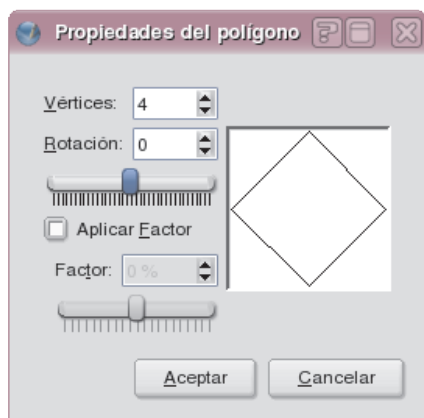 Propiedades del polígono
Vértices: 4
Rotación: 0
Aplicar Factor
Factor: 0 %
Aceptar
Cancelar